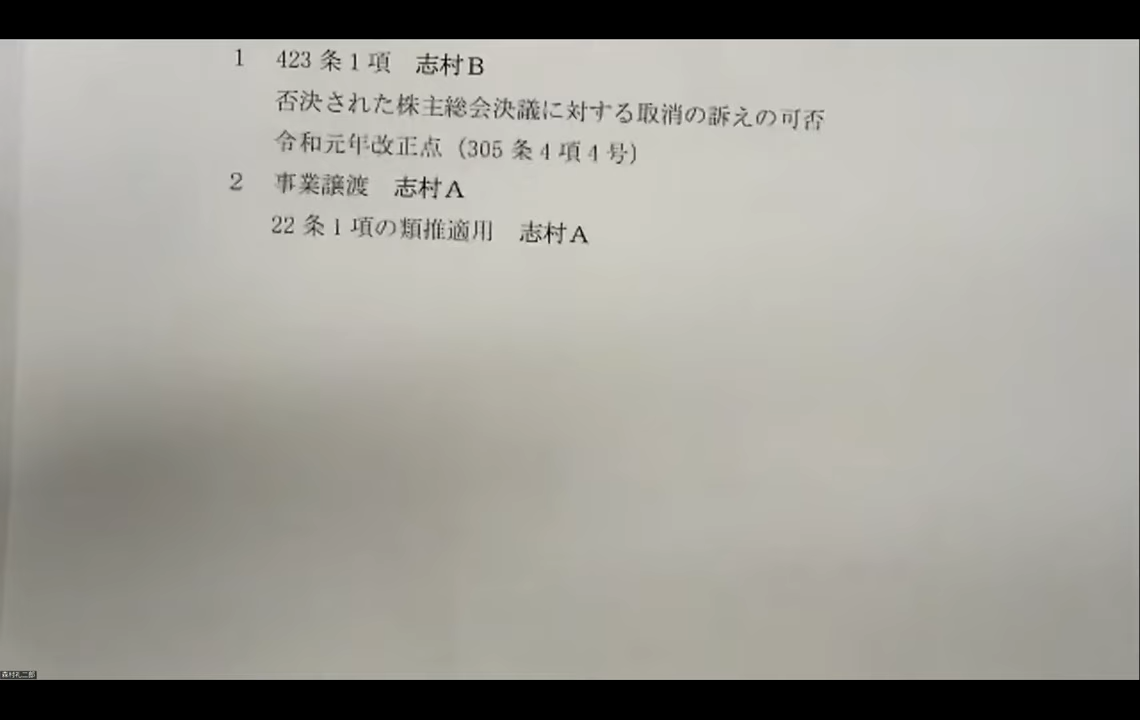 1 423条1項 志村B
否決された株主総会決議に対する取消の訴えの可否
令和元年改正点(305条4項4号)
2 事業譲渡 志村A
22条1項の類推適用 志村A